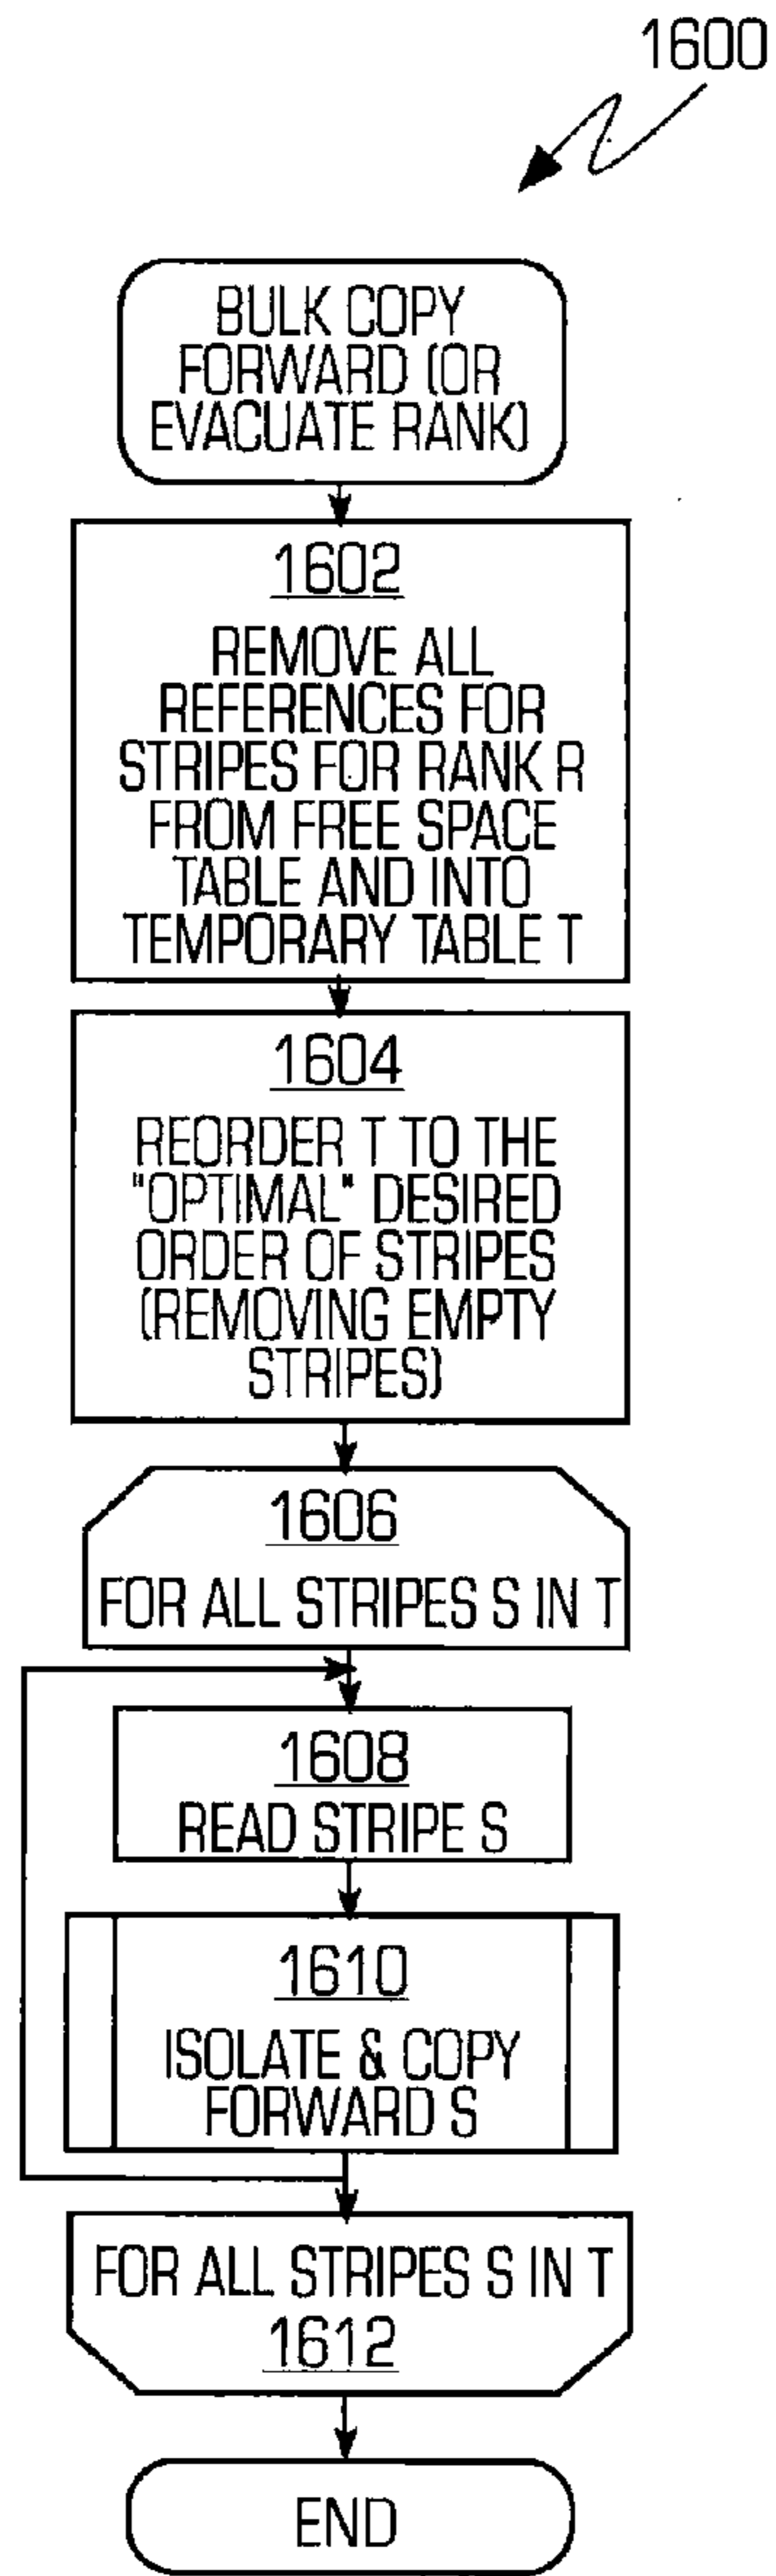 1600
BULK COPY
FORWARD (OR
EVACUATE RANK)
1602
REMOVE ALL
REFERENCES FOR
STRIPES FOR RANK R
FROM FREE SPACE
TABLE AND INTO
TEMPORARY TABLE T
1604
REORDER T TO THE
"OPTIMAL" DESIRED
ORDER OF STRIPES
(REMOVING EMPTY
STRIPES)
1606
FOR ALL STRIPES S IN T
1608
READ STRIPE S
1610
ISOLATE & COPY
FORWARD S
FOR ALL STRIPES S IN T
1612
END